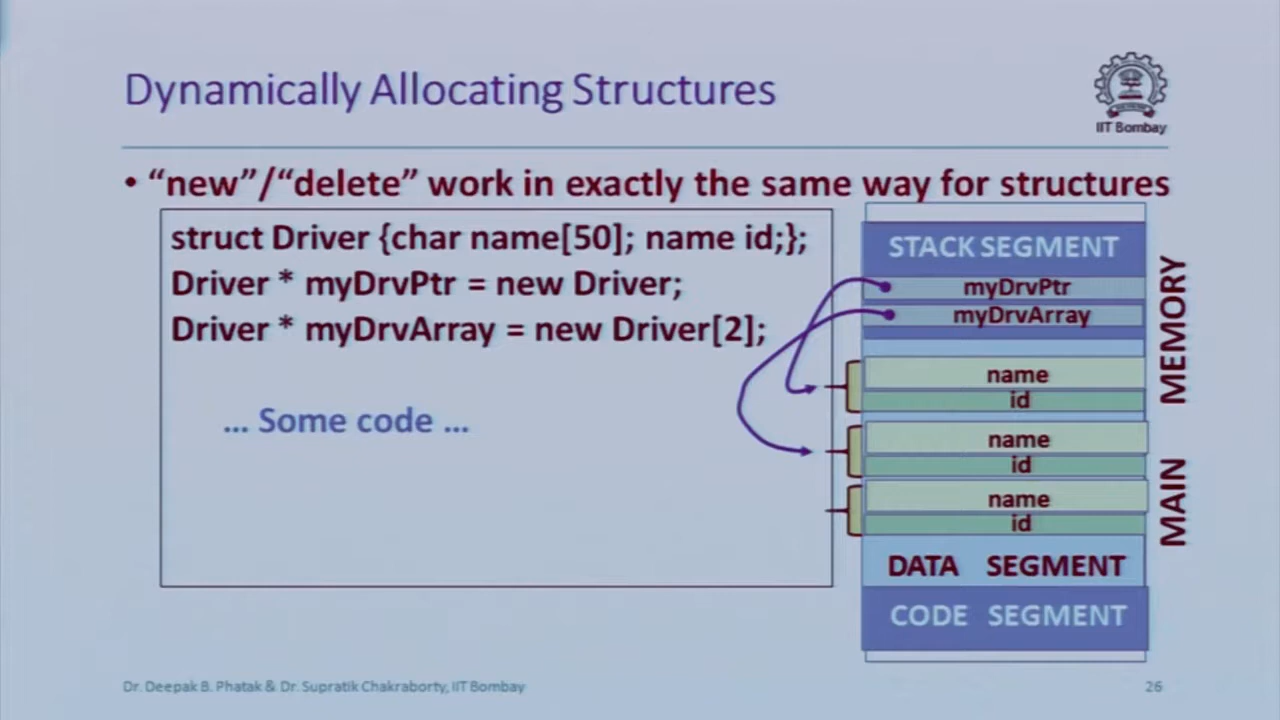 Dynamically Allocating Structures
IIT Bombay
• “new”/“delete” work in exactly the same way for structures
struct Driver {char name[50]; name id;};
Driver * myDrvPtr = new Driver;
Driver * myDrvArray = new Driver[2];
... Some code ...
STACK SEGMENT
myDrvPtr
myDrvArray
name
id
name
id
name
id
DATA SEGMENT
CODE SEGMENT
MAIN MEMORY
Dr. Deepak B. Phatak & Dr. Supratik Chakraborty, IIT Bombay
26